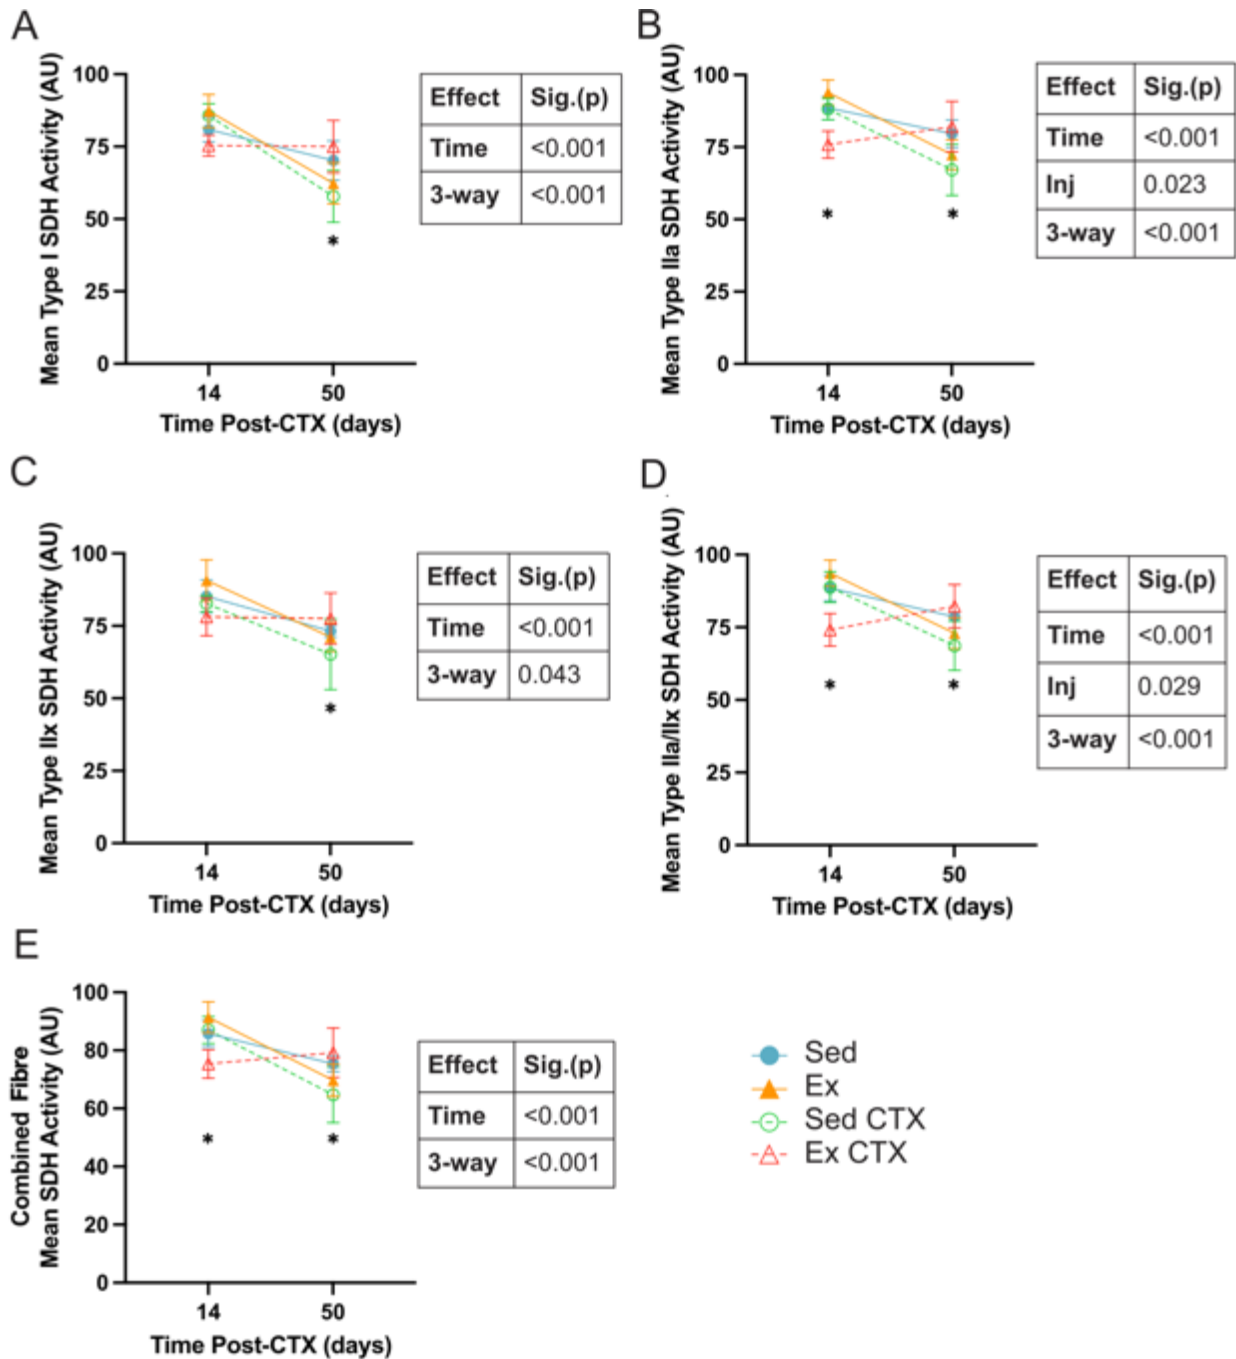 A
Mean Type I SDH Activity (AU)
100
75
50
25
0
14
50
Time Post-CTX (days)
*
Effect Sig.(p)
Time <0.001
3-way <0.001
B
Mean Type IIa SDH Activity (AU)
100
75
50
25
0
14
50
Time Post-CTX (days)
*
*
Effect Sig.(p)
Time <0.001
Inj 0.023
3-way <0.001
C
Mean Type IIx SDH Activity (AU)
100
75
50
25
0
14
50
Time Post-CTX (days)
*
Effect Sig.(p)
Time <0.001
3-way 0.043
D
Mean Type IIa/IIx SDH Activity (AU)
100
75
50
25
0
14
50
Time Post-CTX (days)
*
*
Effect Sig.(p)
Time <0.001
Inj 0.029
3-way <0.001
E
Combined Fibre
Mean SDH Activity (AU)
100
80
60
40
20
0
14
50
Time Post-CTX (days)
*
*
Effect Sig.(p)
Time <0.001
3-way <0.001
Sed
Ex
Sed CTX
Ex CTX